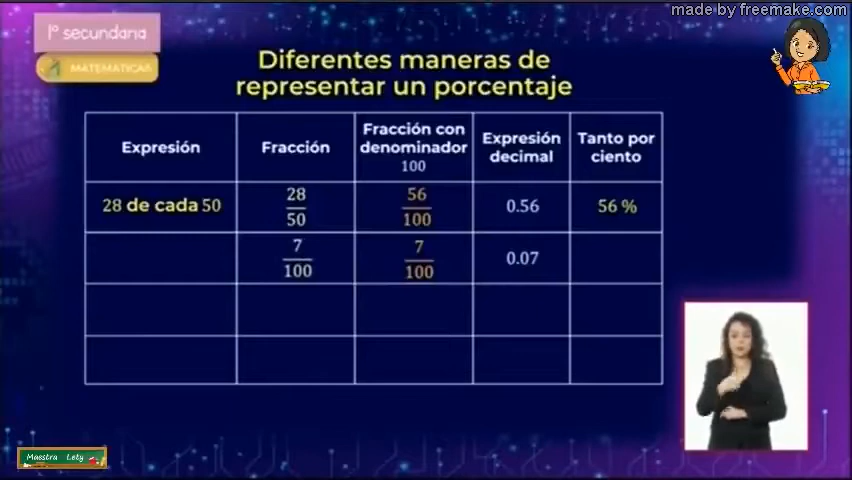 made by freemake.com
1° secundaria
MATEMÁTICAS
Diferentes maneras de
representar un porcentaje
Expresión
Fracción
Fracción con
denominador
100
Expresión
decimal
Tanto por
ciento
28 de cada 50
28
50
56
100
0.56
56 %
7
100
7
100
0.07
Maestra Lety